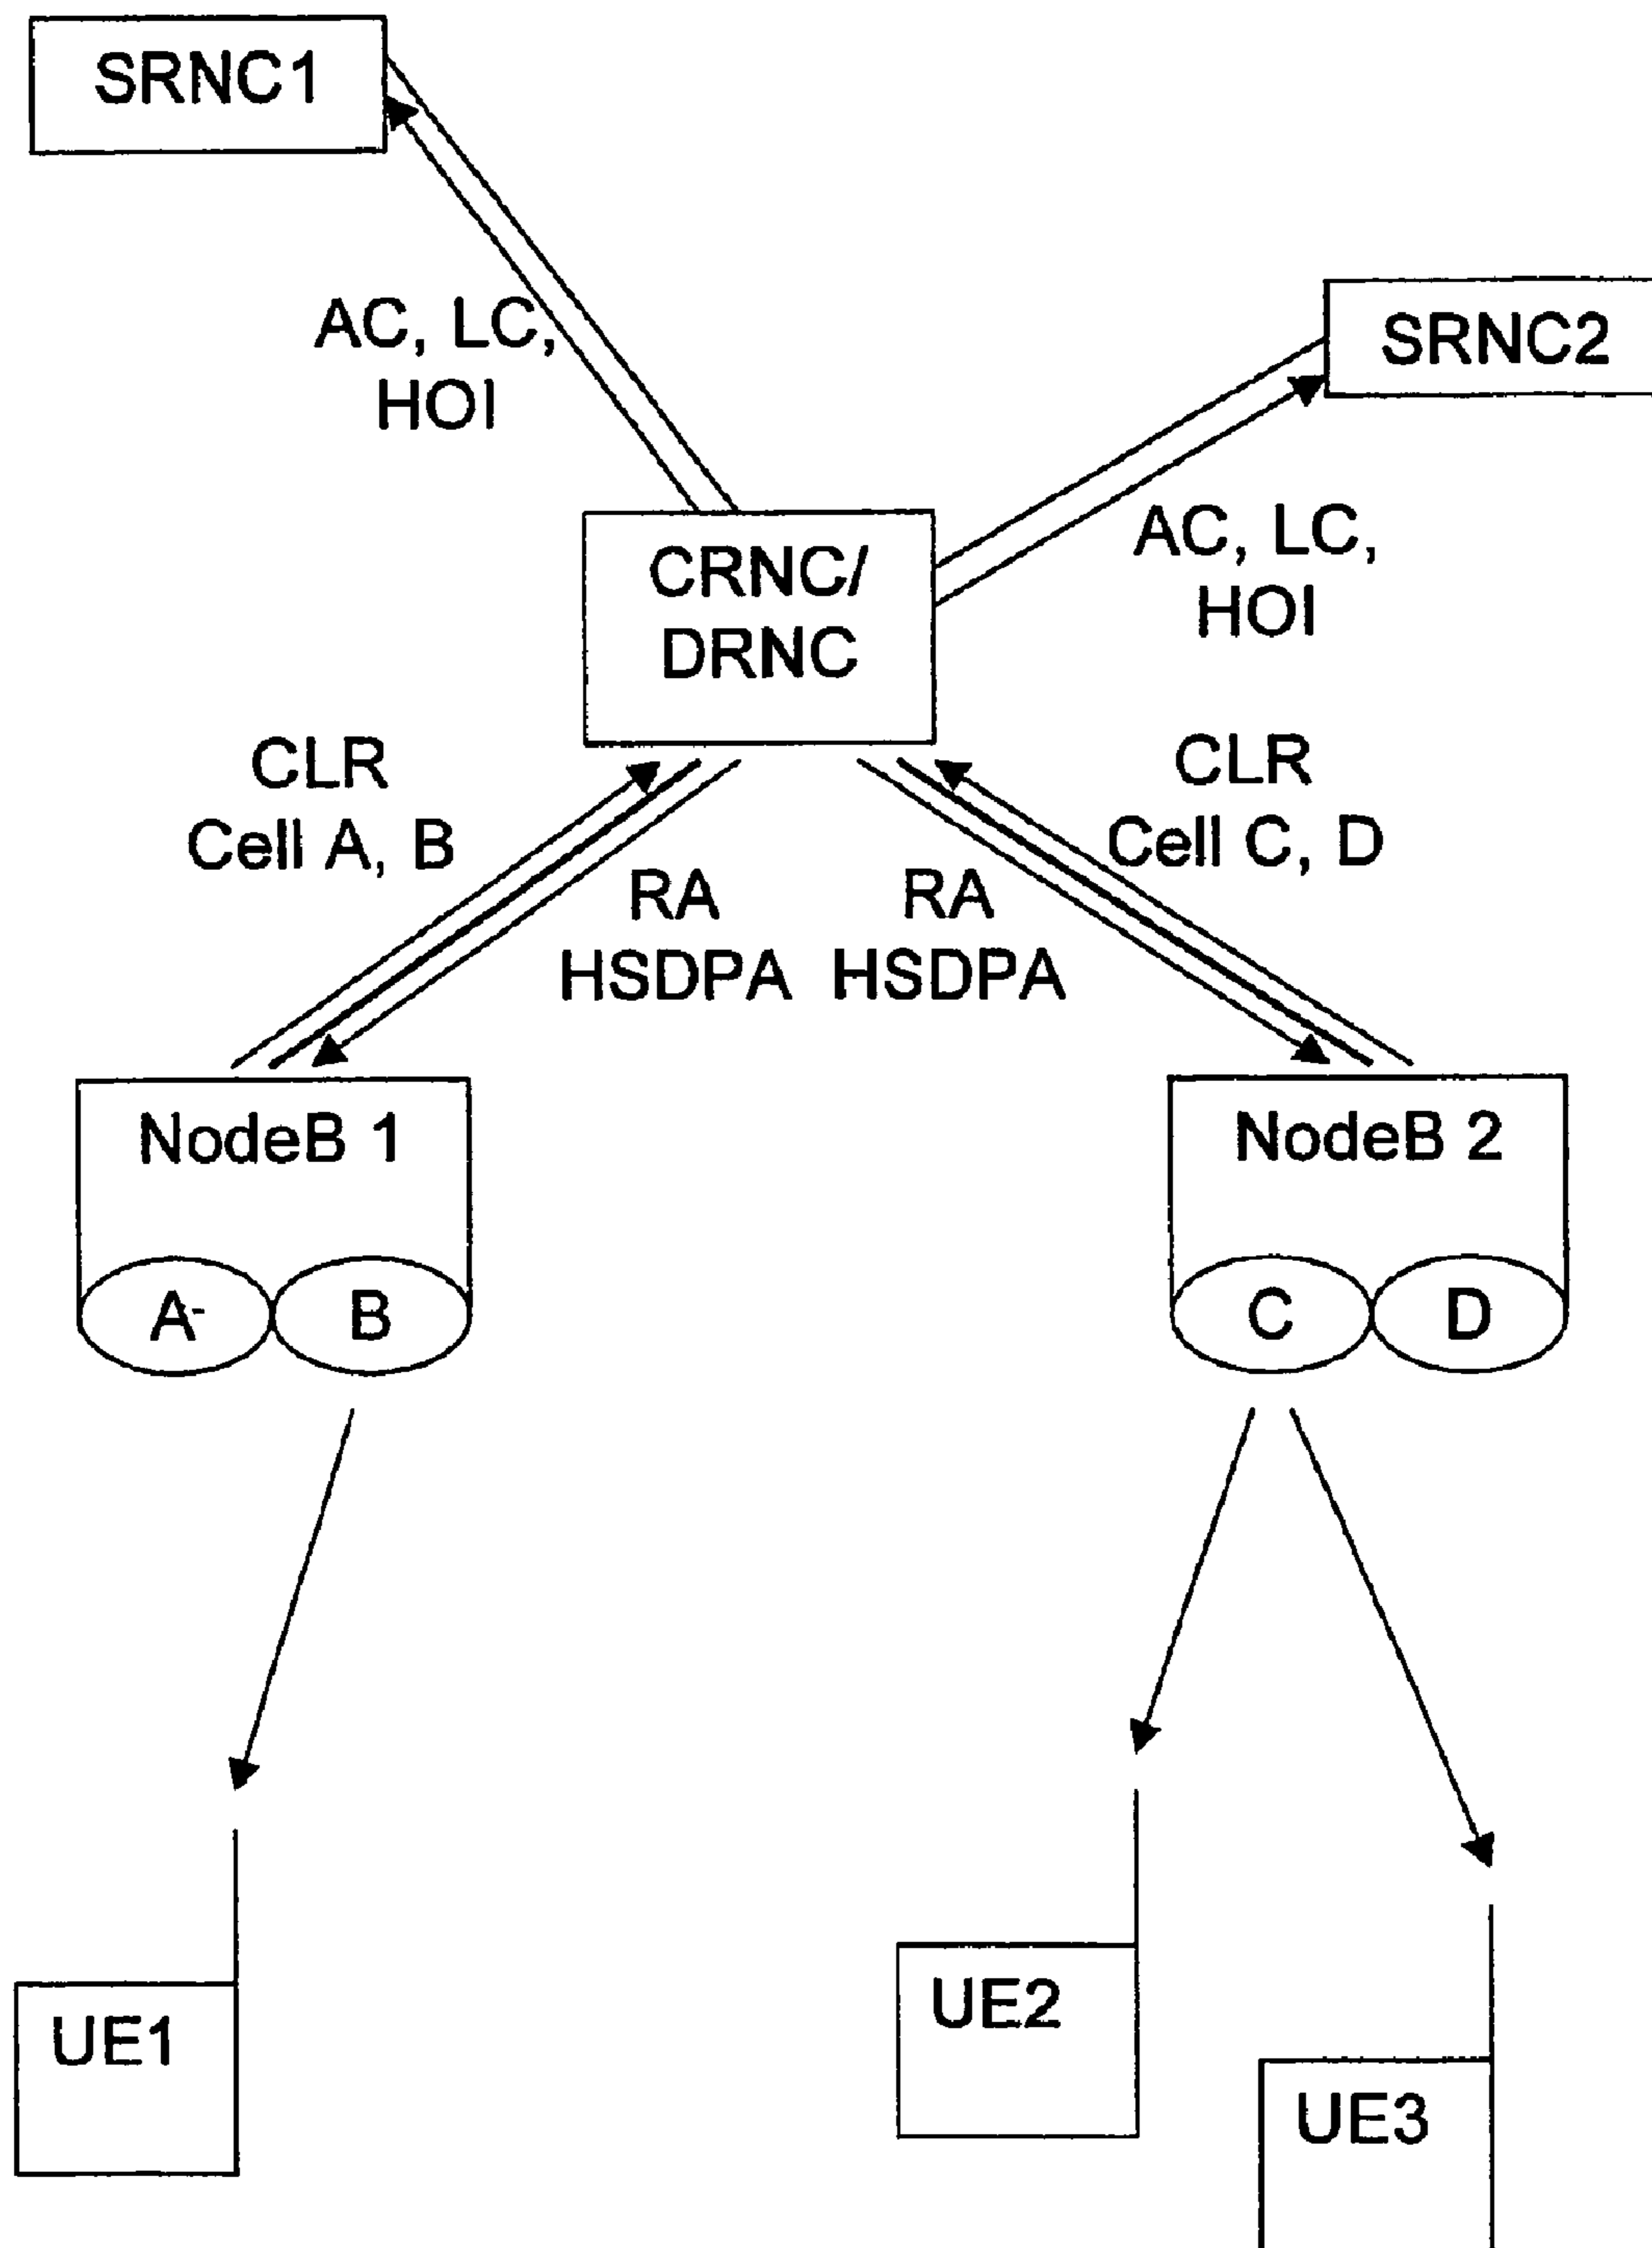 SRNC1
AC, LC,
HOI
SRNC2
AC, LC,
HOI
CRNC/
DRNC
CLR
Cell A, B
CLR
Cell C, D
RA
HSDPA
RA
HSDPA
NodeB 1
A
B
NodeB 2
C
D
UE1
UE2
UE3